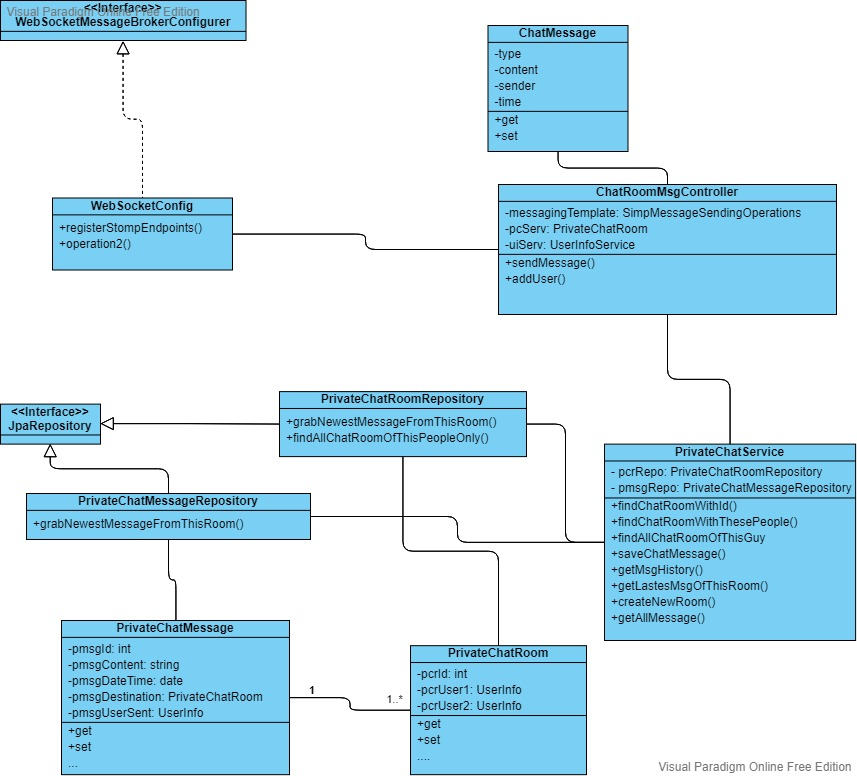 Visual Paradigm Online Free Edition
<<Interface>>
WebSocketMessageBrokerConfigurer
ChatMessage
-type
-content
-sender
-time
+get
+set
WebSocketConfig
+registerStompEndpoints()
+operation2()
ChatRoomMsgController
-messagingTemplate: SimpMessageSendingOperations
-pcServ: PrivateChatRoom
-uiServ: UserInfoService
+sendMessage()
+addUser()
<<Interface>>
JpaRepository
PrivateChatRoomRepository
+grabNewestMessageFromThisRoom()
+findAllChatRoomOfThisPeopleOnly()
PrivateChatMessageRepository
+grabNewestMessageFromThisRoom()
PrivateChatService
- pcrRepo: PrivateChatRoomRepository
- pmsgRepo: PrivateChatMessageRepository
+findChatRoomWithId()
+findChatRoomWithThesePeople()
+findAllChatRoomOfThisGuy
+saveChatMessage()
+getMsgHistory()
+getLastesMsgOfThisRoom()
+createNewRoom()
+getAllMessage()
PrivateChatMessage
-pmsgId: int
-pmsgContent: string
-pmsgDateTime: date
-pmsgDestination: PrivateChatRoom
-pmsgUserSent: UserInfo
+get
+set
...
1
1..*
PrivateChatRoom
-pcrId: int
-pcrUser1: UserInfo
-pcrUser2: UserInfo
+get
+set
....
Visual Paradigm Online Free Edition